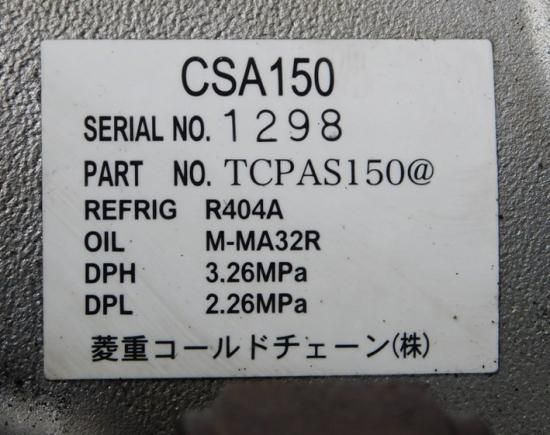 CSA150
SERIAL NO. 1298
PART NO. TCPAS150@
REFRIG R404A
OIL M-MA32R
DPH 3.26MPa
DPL 2.26MPa
菱重コールドチェーン(株)